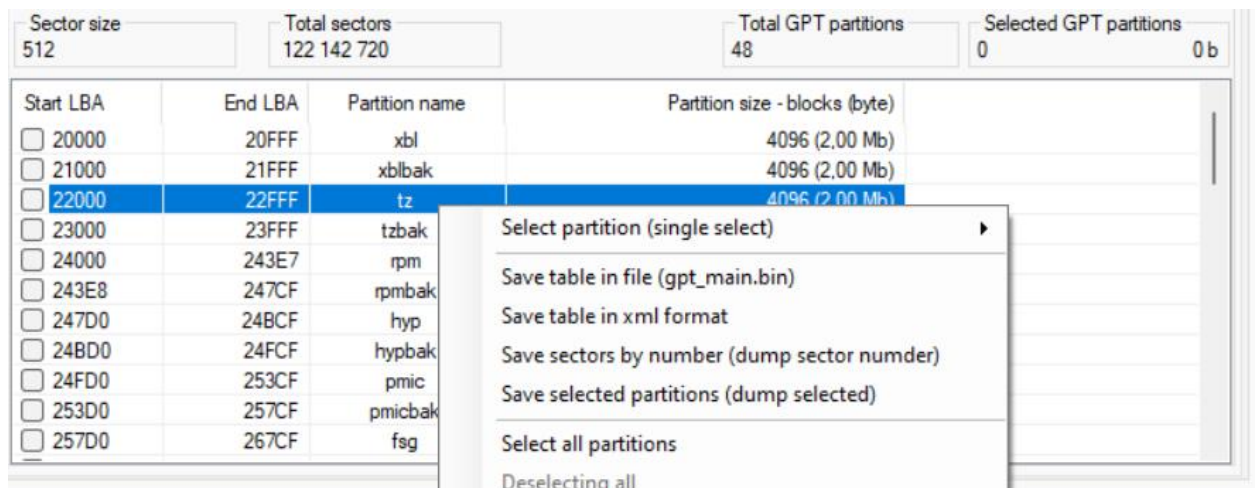 Sector size Total sectors Total GPT partitions Selected GPT partitions
512 122 142 720 48 0 0 b
Start LBA End LBA Partition name Partition size - blocks (byte)
20000 20FFF xbl 4096 (2,00 Mb)
21000 21FFF xblbak 4096 (2,00 Mb)
22000 22FFF tz 4096 (2,00 Mb)
23000 23FFF tzbak Select partition (single select)
24000 243E7 rpm
243E8 247CF rpmbak Save table in file (gpt_main.bin)
247D0 24BCF hyp Save table in xml format
24BD0 24FCF hypbak Save sectors by number (dump sector numder)
24FD0 253CF pmic Save selected partitions (dump selected)
253D0 257CF pmicbak
257D0 267CF fsg Select all partitions
Deselecting all